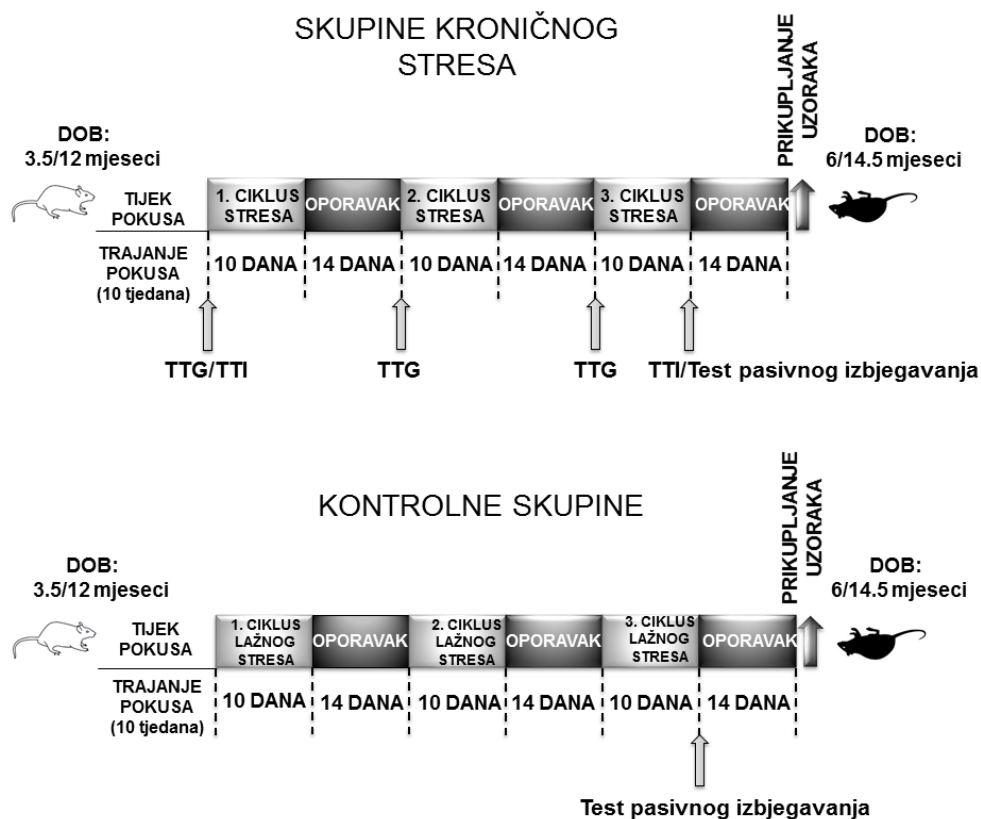 SKUPINE KRONIČNOG
STRESA
PRIKUPLJANJE
UZORAKA
DOB:
3.5/12 mjeseci
DOB:
6/14.5 mjeseci
TIJEK
POKUSA
1. CIKLUS
STRESA
OPORAVAK
2. CIKLUS
STRESA
OPORAVAK
3. CIKLUS
STRESA
OPORAVAK
TRAJANJE
POKUSA
(10 tjedana)
10 DANA
14 DANA
10 DANA
14 DANA
10 DANA
14 DANA
TTG/TTI
TTG
TTG
TTI/Test pasivnog izbjegavanja
KONTROLNE SKUPINE
PRIKUPLJANJE
UZORAKA
DOB:
3.5/12 mjeseci
DOB:
6/14.5 mjeseci
TIJEK
POKUSA
1. CIKLUS
LAŽNOG
STRESA
OPORAVAK
2. CIKLUS
LAŽNOG
STRESA
OPORAVAK
3. CIKLUS
LAŽNOG
STRESA
OPORAVAK
TRAJANJE
POKUSA
(10 tjedana)
10 DANA
14 DANA
10 DANA
14 DANA
10 DANA
14 DANA
Test pasivnog izbjegavanja